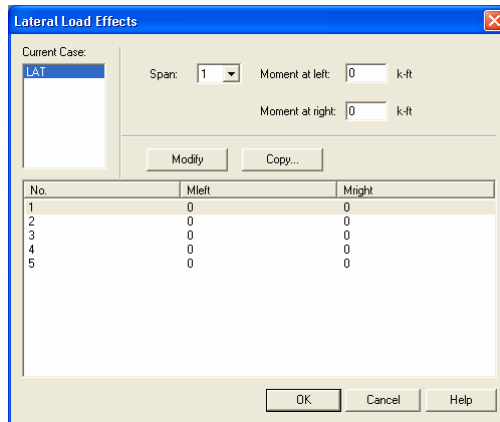 Lateral Load Effects
Current Case:
LAT
Span: 1 Moment at left: 0 k-ft
Moment at right: 0 k-ft
Modify Copy...
No. Mleft Mright
1 0 0
2 0 0
3 0 0
4 0 0
5 0 0
OK Cancel Help